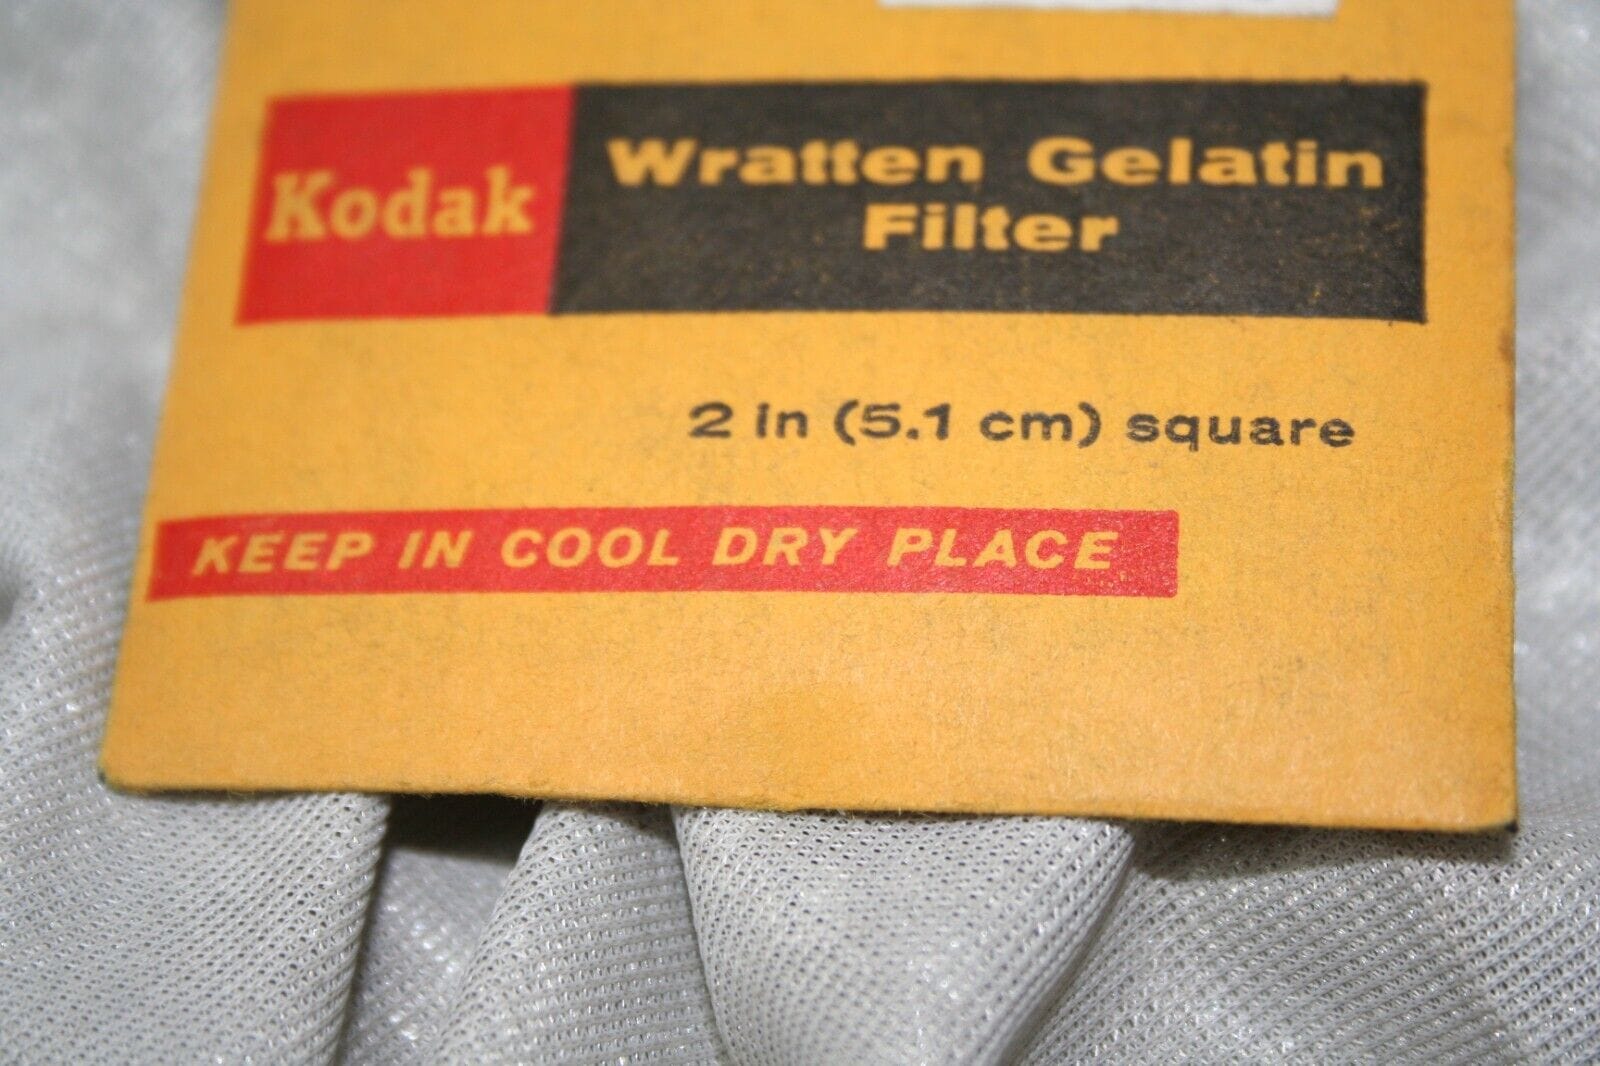 Kodak
Wratten Gelatin
Filter
2 in (5.1 cm) square
KEEP IN COOL DRY PLACE